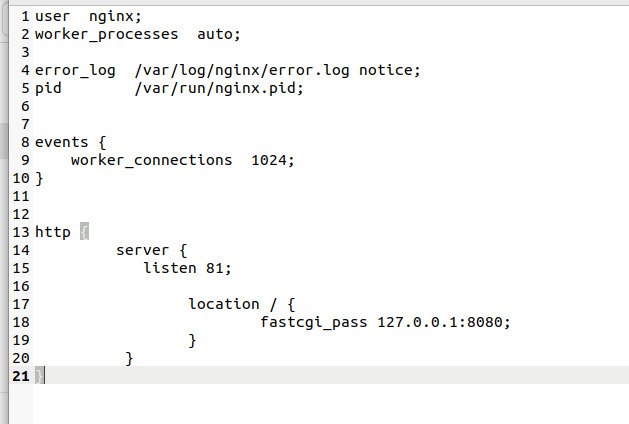 1 user  nginx;
2 worker_processes  auto;
3
4 error_log  /var/log/nginx/error.log notice;
5 pid        /var/run/nginx.pid;
6
7
8 events {
9     worker_connections  1024;
10 }
11
12
13 http {
14         server {
15            listen 81;
16
17                 location / {
18                         fastcgi_pass 127.0.0.1:8080;
19                 }
20          }
21 }